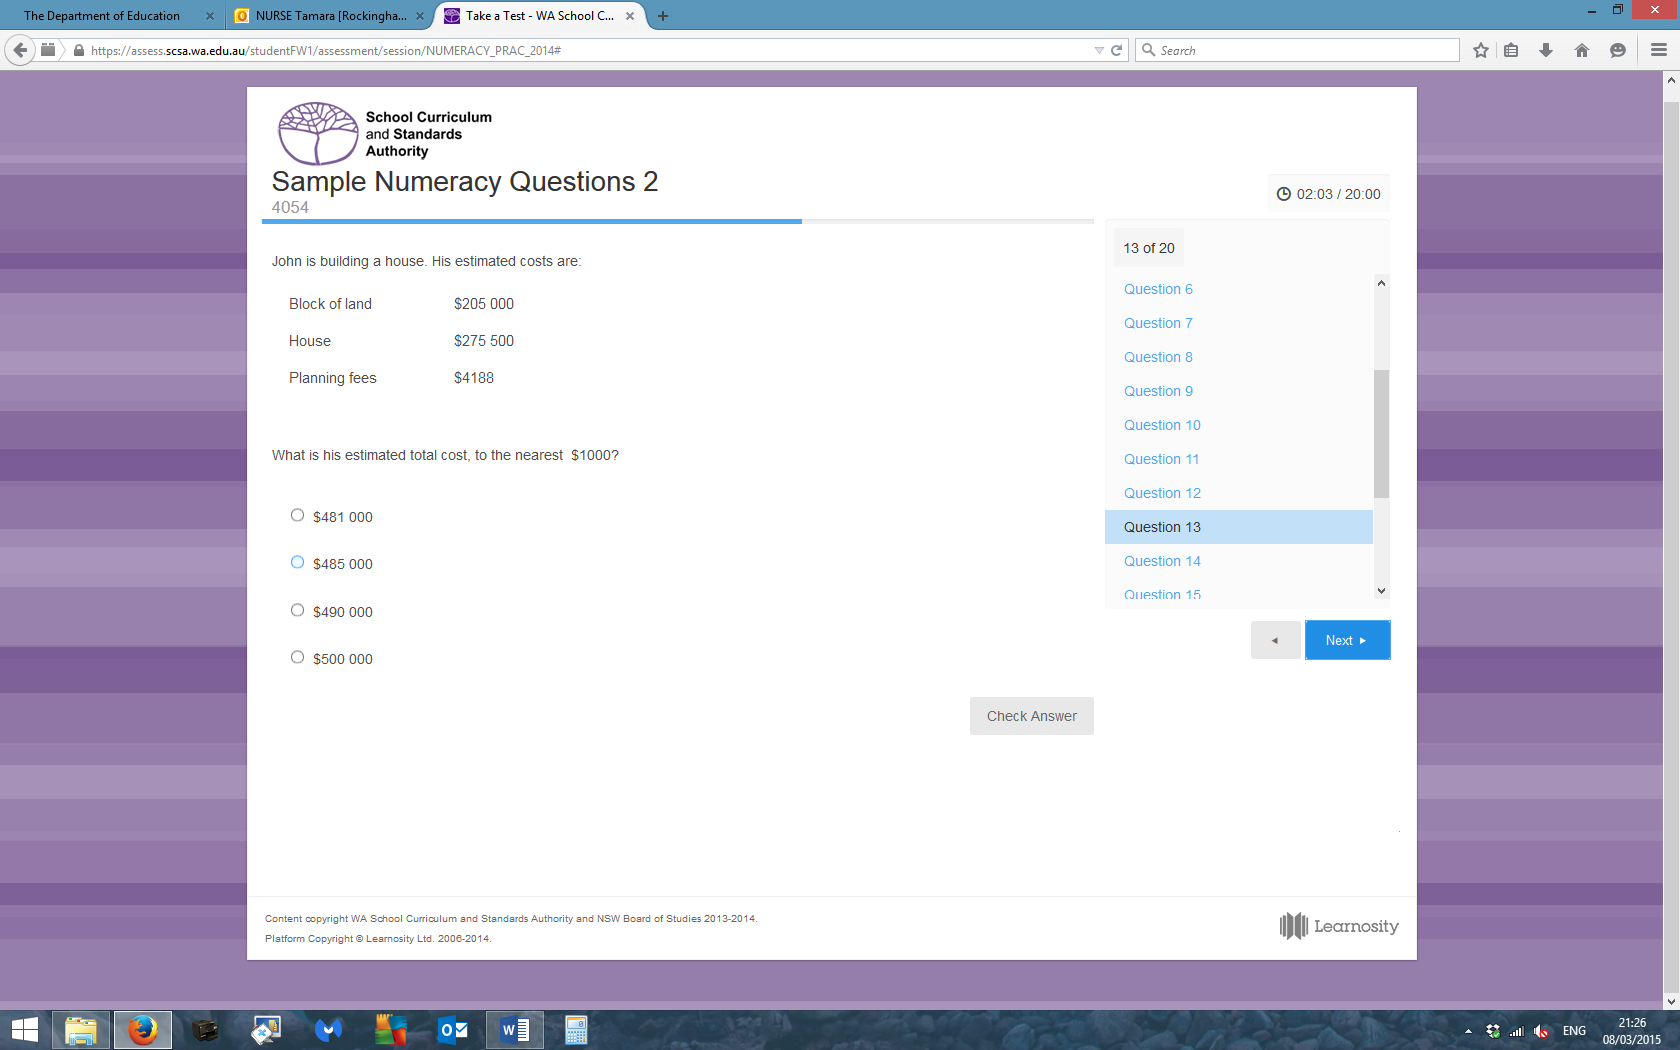 The Department of Education
NURSE Tamara [Rockingha...
Take a Test - WA School C...
https://assess.scsa.wa.edu.au/studentFW1/assessment/session/NUMERACY_PRAC_2014#
Search
School Curriculum
and Standards
Authority
Sample Numeracy Questions 2
4054
02:03 / 20:00
John is building a house. His estimated costs are:
Block of land $205 000
House $275 500
Planning fees $4188
What is his estimated total cost, to the nearest $1000?
$481 000
$485 000
$490 000
$500 000
Check Answer
13 of 20
Question 6
Question 7
Question 8
Question 9
Question 10
Question 11
Question 12
Question 13
Question 14
Question 15
Next
Content copyright WA School Curiculum and Standards Authority and NSW Board of Studies 2013-2014.
Platform Copyright © Learnosity Ltd. 2006-2014.
Learnosity
ENG
21:26
08/03/2015